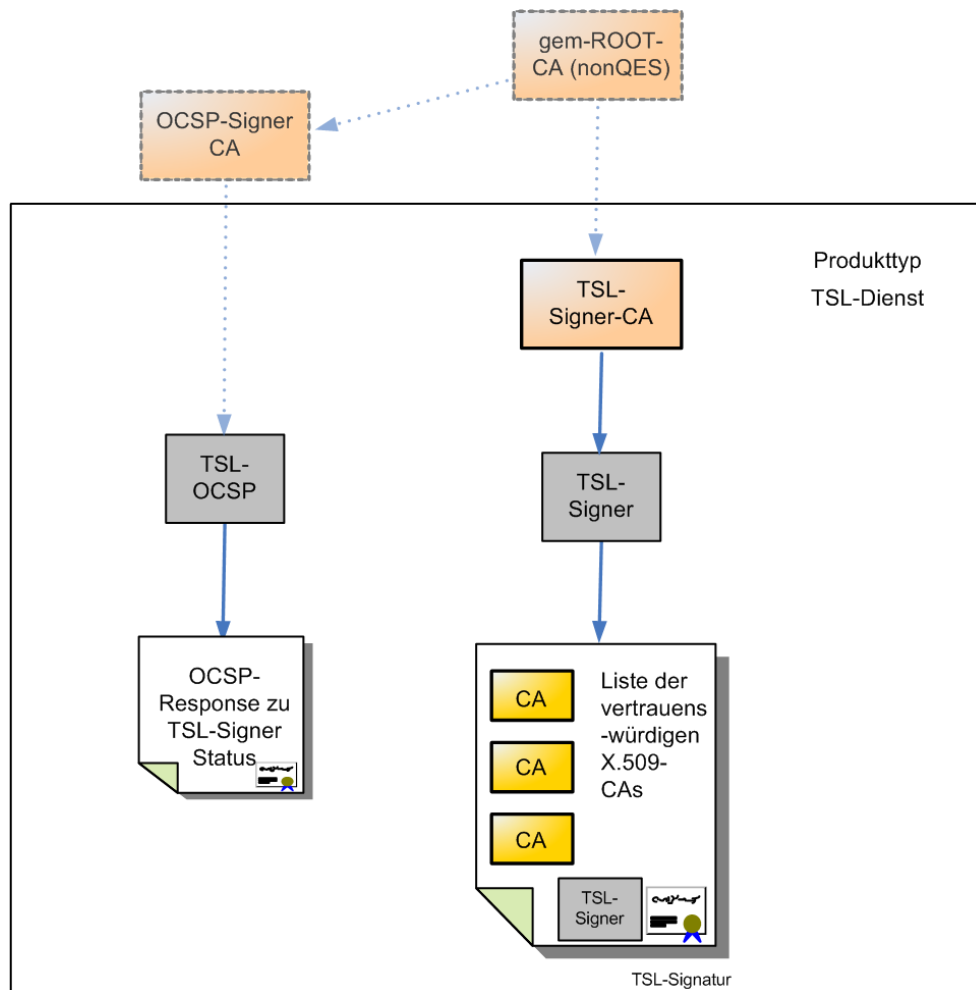 gem-ROOT-
CA (nonQES)
OCSP-Signer
CA
Produkttyp
TSL-Dienst
TSL-
Signer-CA
TSL-
OCSP
TSL-
Signer
OCSP-
Response zu
TSL-Signer
Status
CA
CA
CA
Liste der
vertrauens
-würdigen
X.509-
CAs
TSL-
Signer
TSL-Signatur